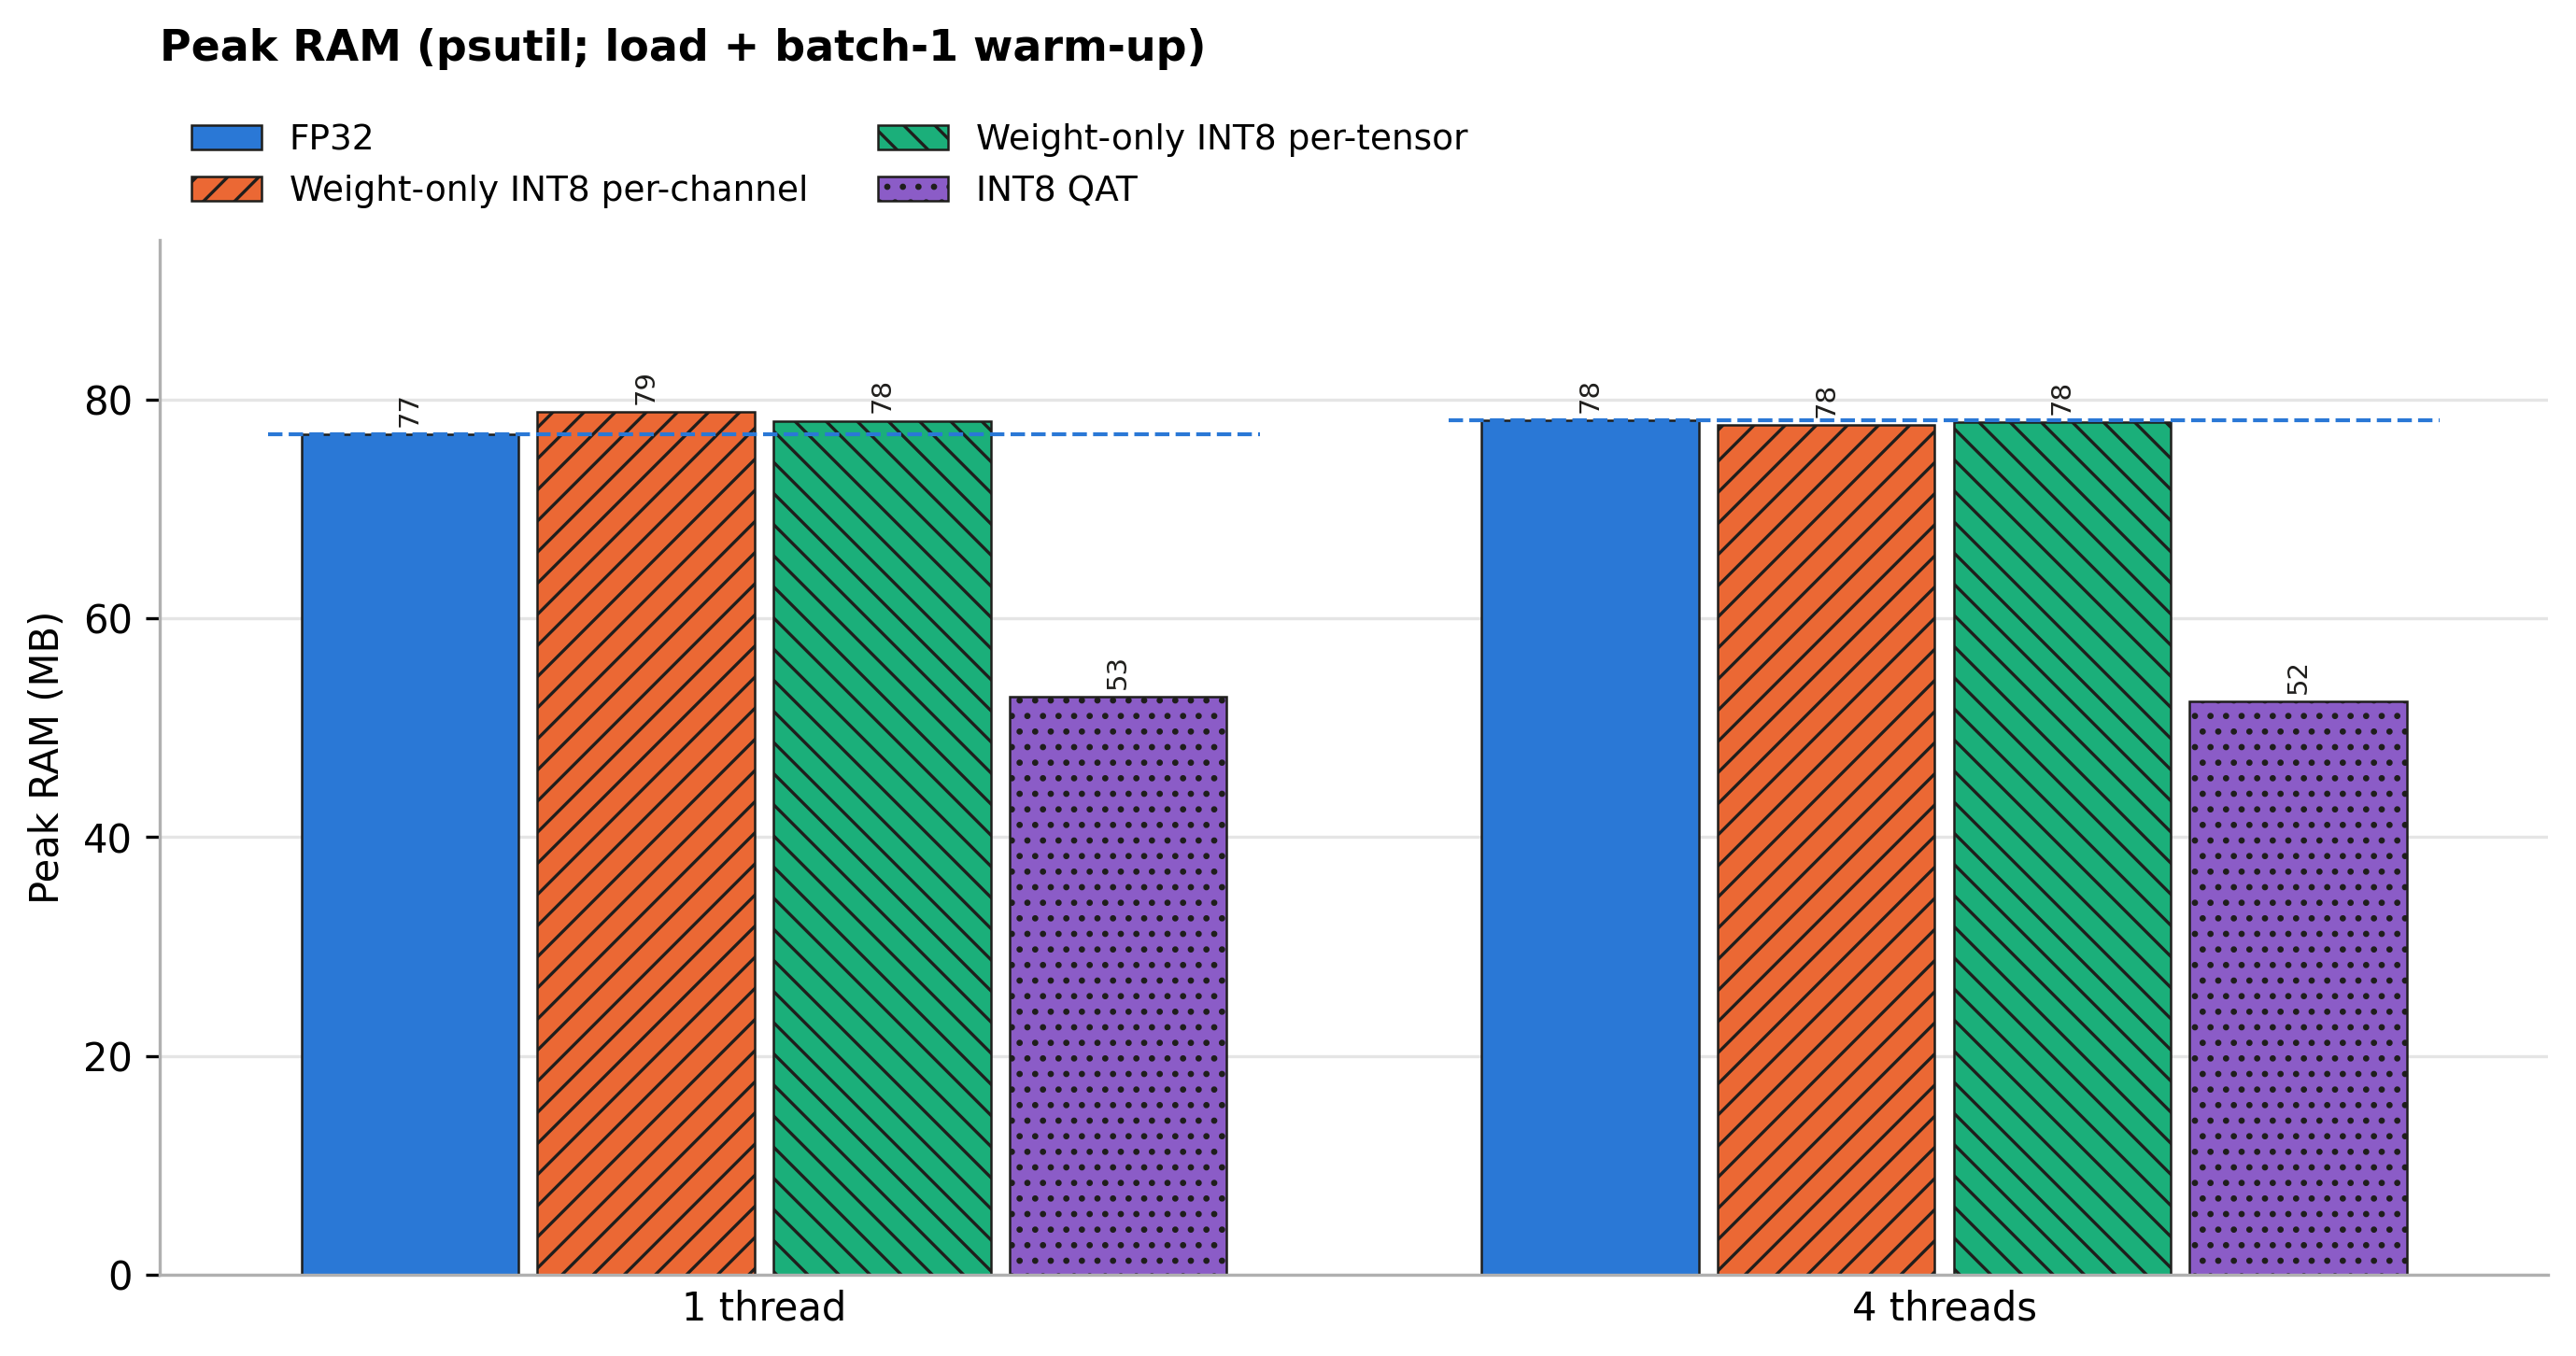 Peak RAM (psutil; load + batch-1 warm-up)
FP32
Weight-only INT8 per-channel
Weight-only INT8 per-tensor
INT8 QAT
Peak RAM (MB)
80
60
40
20
0
77
79
78
53
78
78
78
52
1 thread
4 threads